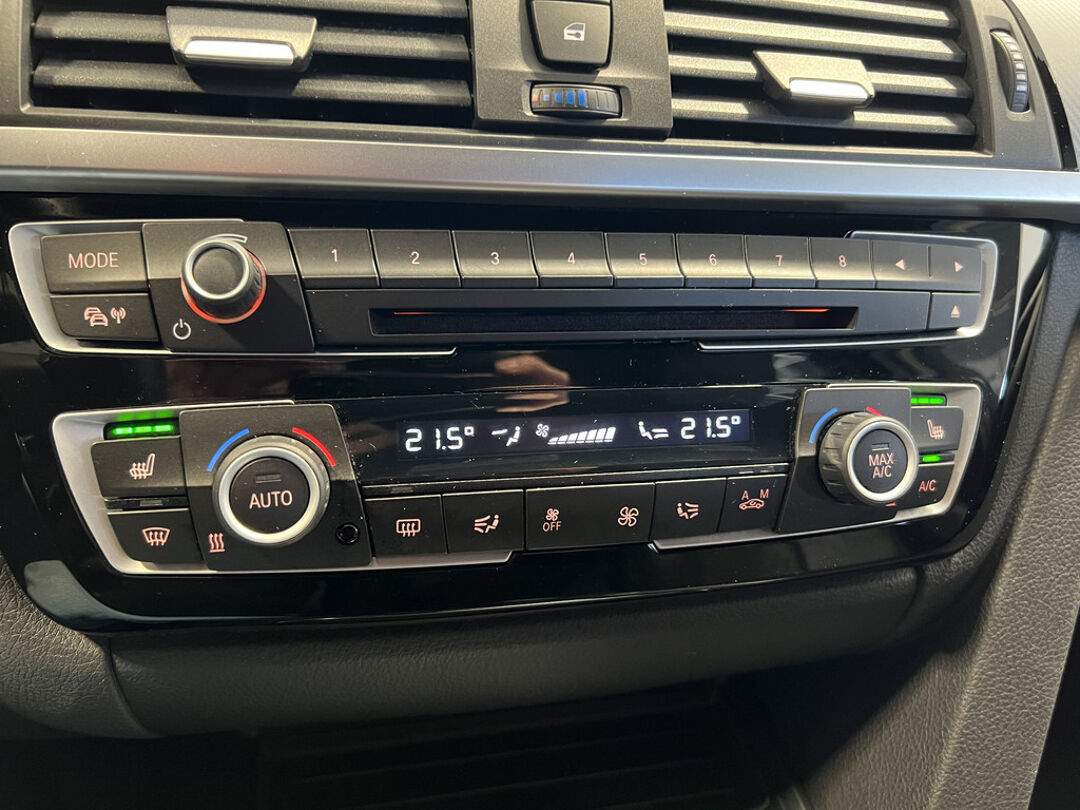 MODE
1 2 3 4 5 6 7 8
21.5° 21.5°
AUTO
MAX
A/C
A/C
OFF
A M